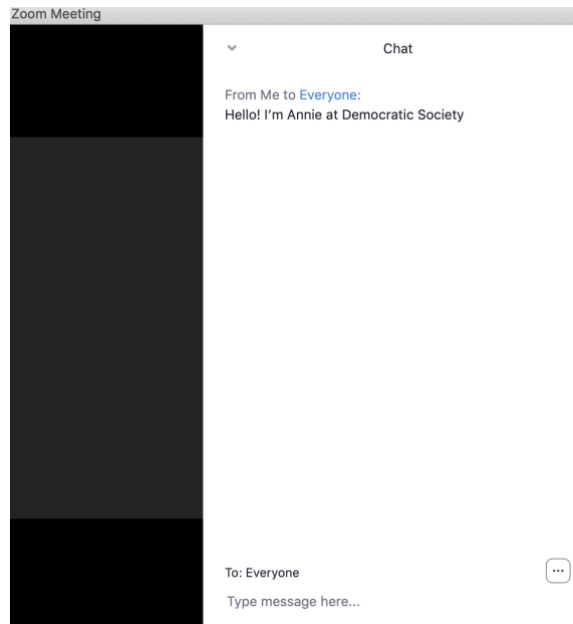 Zoom Meeting
Chat
From Me to Everyone:
Hello! I'm Annie at Democratic Society
To: Everyone
Type message here...